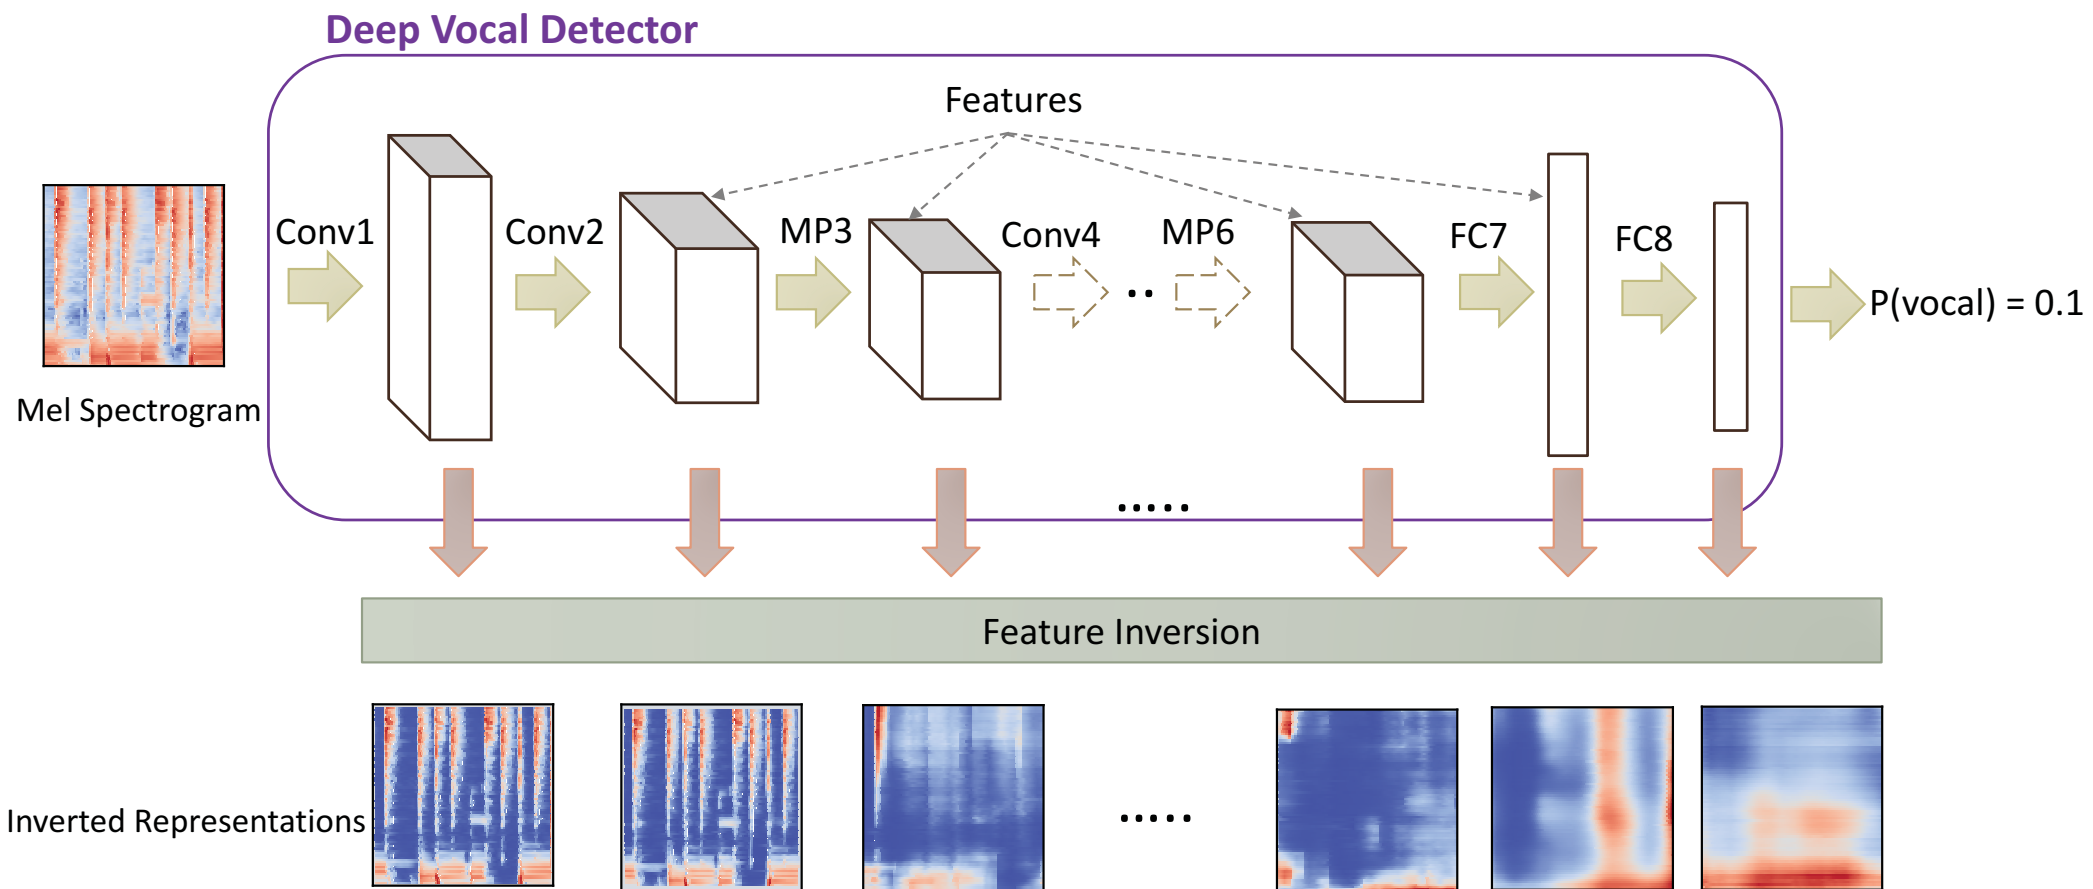 Deep Vocal Detector
Features
Conv1
Conv2
MP3
Conv4
MP6
FC7
FC8
..
P(vocal) = 0.1
Mel Spectrogram
.....
Feature Inversion
Inverted Representations
.....